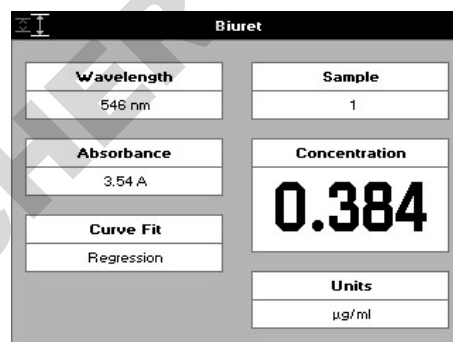 Biuret
Wavelength
546 nm
Sample
1
Absorbance
3.54 A
Concentration
0.384
Curve Fit
Regression
Units
µg/ml